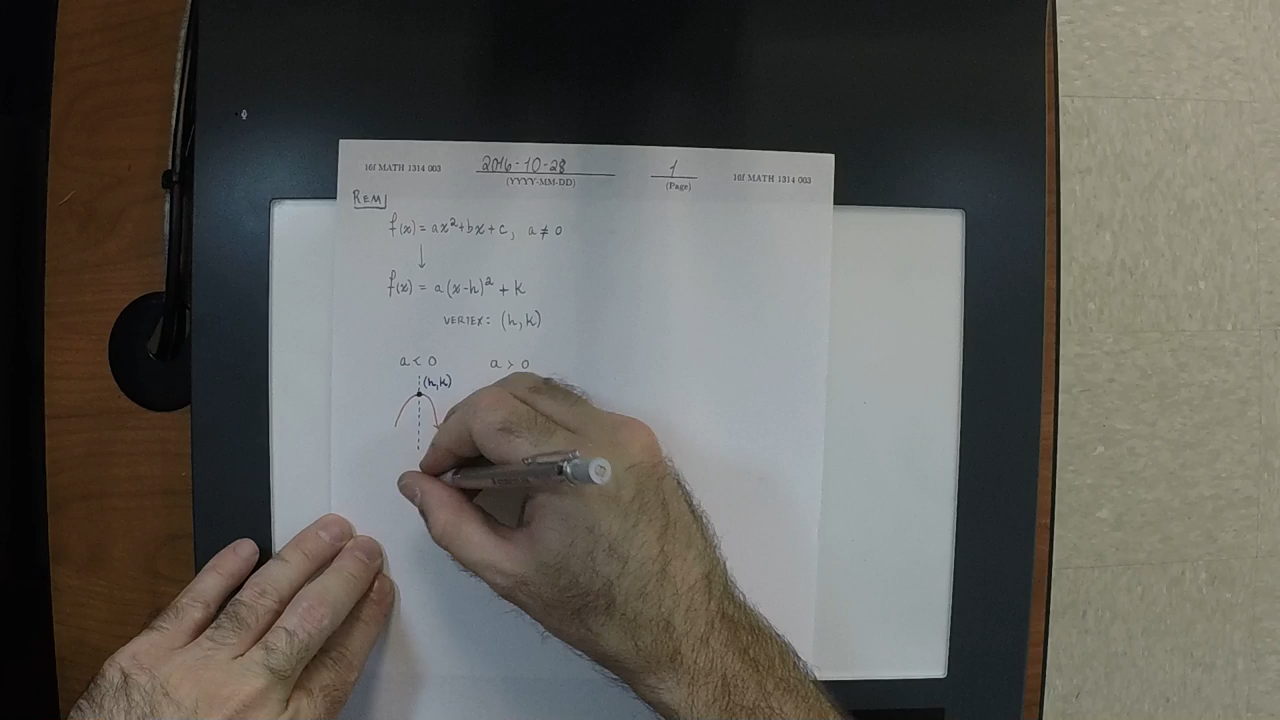 16f MATH 1314 003 2016-10-28 1 16f MATH 1314 003
(YYYY-MM-DD) (Page)
REM
f(x) = ax²+bx+c, a ≠ 0
↓
f(x) = a(x-h)² + k
VERTEX: (h,k)
a < 0 a > 0
(h,k)